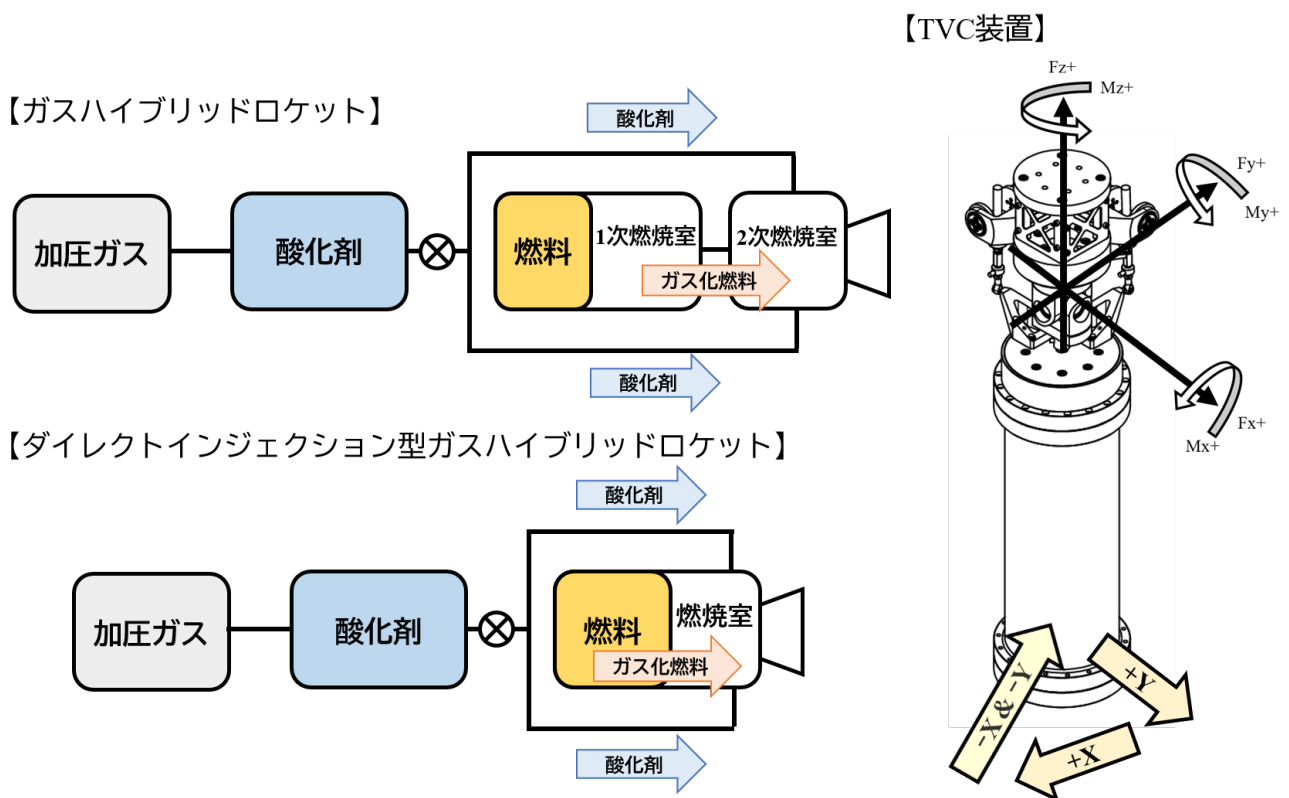 【ガスハイブリッドロケット】
酸化剤
加圧ガス
酸化剤
燃料
1次燃焼室
2次燃焼室
ガス化燃料
酸化剤
【ダイレクトインジェクション型ガスハイブリッドロケット】
酸化剤
加圧ガス
酸化剤
燃料
燃焼室
ガス化燃料
酸化剤
【TVC装置】
Fz+
Mz+
Fy+
My+
Fx+
Mx+
-X & -Y
+Y
+X